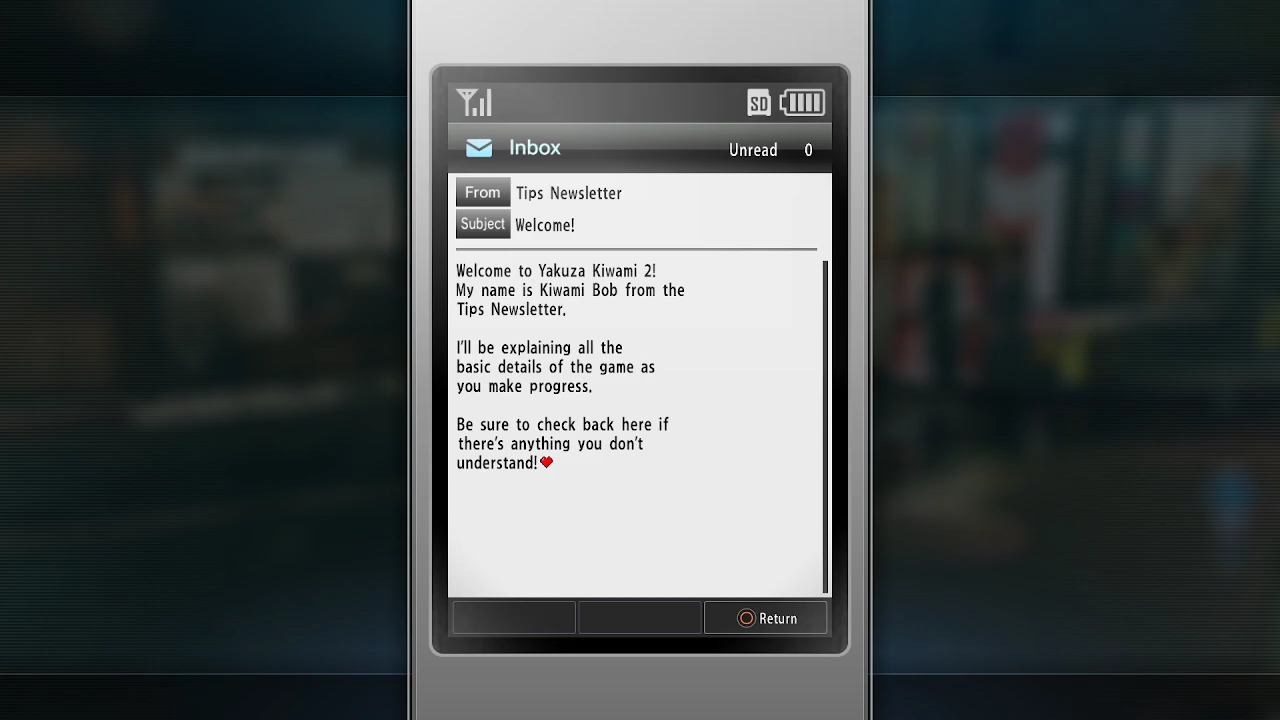 SD
Inbox Unread 0
From Tips Newsletter
Subject Welcome!
Welcome to Yakuza Kiwami 2!
My name is Kiwami Bob from the
Tips Newsletter.
I'll be explaining all the
basic details of the game as
you make progress.
Be sure to check back here if
there's anything you don't
understand!
Return